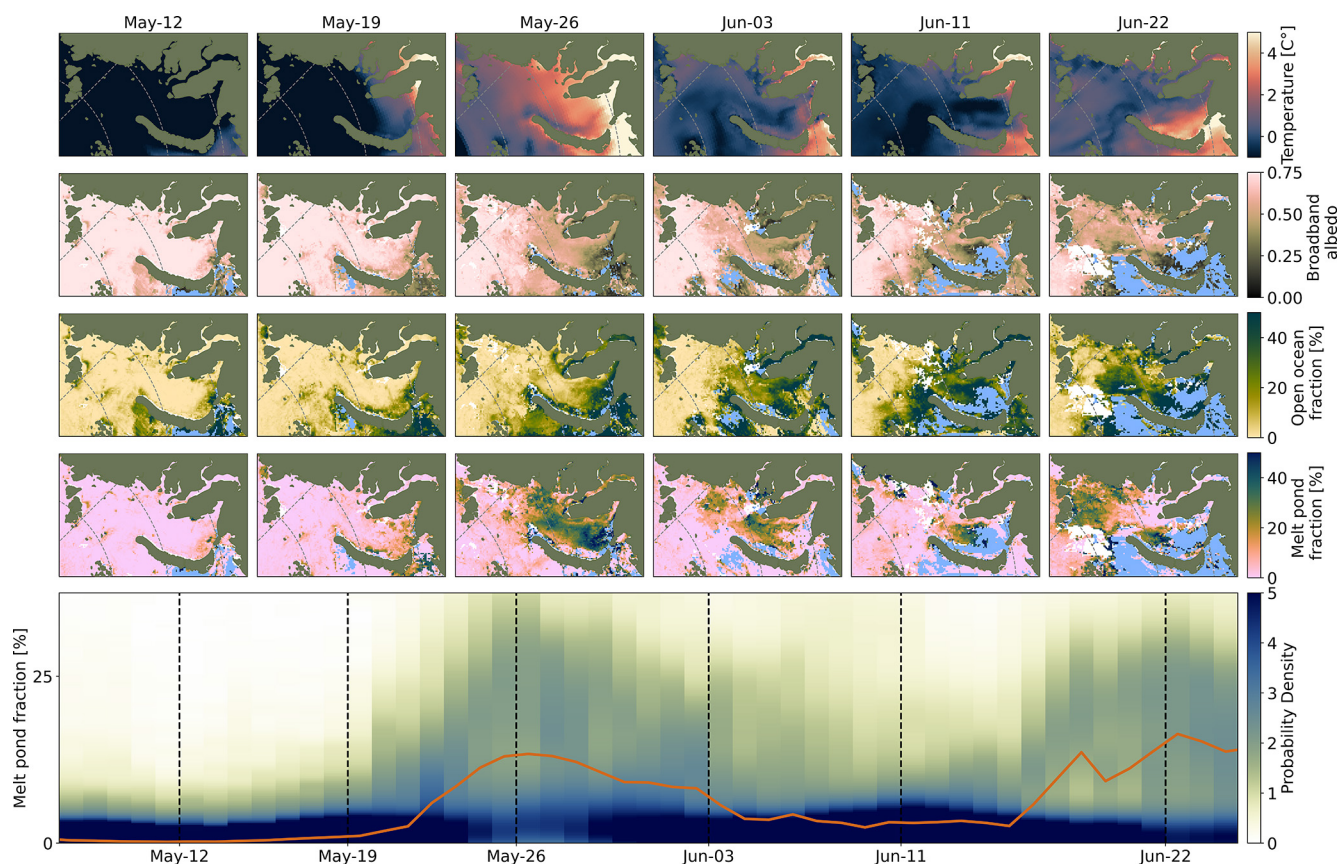 May-12 May-19 May-26 Jun-03 Jun-11 Jun-22
4
2
0
Temperature [C°]
0.75
0.50
0.25
0.00
Broadband
albedo
40
20
0
Open ocean
fraction [%]
40
20
0
Melt pond
fraction [%]
Melt pond fraction [%]
25
0
5
4
3
2
1
0
Probability Density
May-12 May-19 May-26 Jun-03 Jun-11 Jun-22